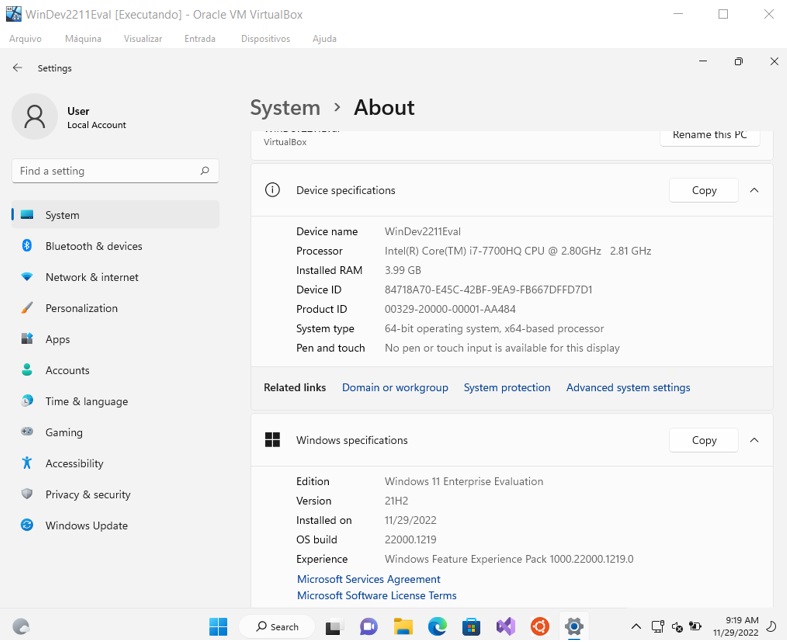 WinDev2211Eval [Executando] - Oracle VM VirtualBox
Arquivo Máquina Visualizar Entrada Dispositivos Ajuda
Settings
User
Local Account
Find a setting
System
Bluetooth & devices
Network & internet
Personalization
Apps
Accounts
Time & language
Gaming
Accessibility
Privacy & security
Windows Update
System > About
VirtualBox
Rename this PC
Device specifications
Copy
Device name WinDev2211Eval
Processor Intel(R) Core(TM) i7-7700HQ CPU @ 2.80GHz 2.81 GHz
Installed RAM 3.99 GB
Device ID 84718A70-E45C-42BF-9EA9-FB667DFFD7D1
Product ID 00329-20000-00001-AA484
System type 64-bit operating system, x64-based processor
Pen and touch No pen or touch input is available for this display
Related links Domain or workgroup System protection Advanced system settings
Windows specifications
Copy
Edition Windows 11 Enterprise Evaluation
Version 21H2
Installed on 11/29/2022
OS build 22000.1219
Experience Windows Feature Experience Pack 1000.22000.1219.0
Microsoft Services Agreement
Microsoft Software License Terms
Search
9:19 AM
11/29/2022